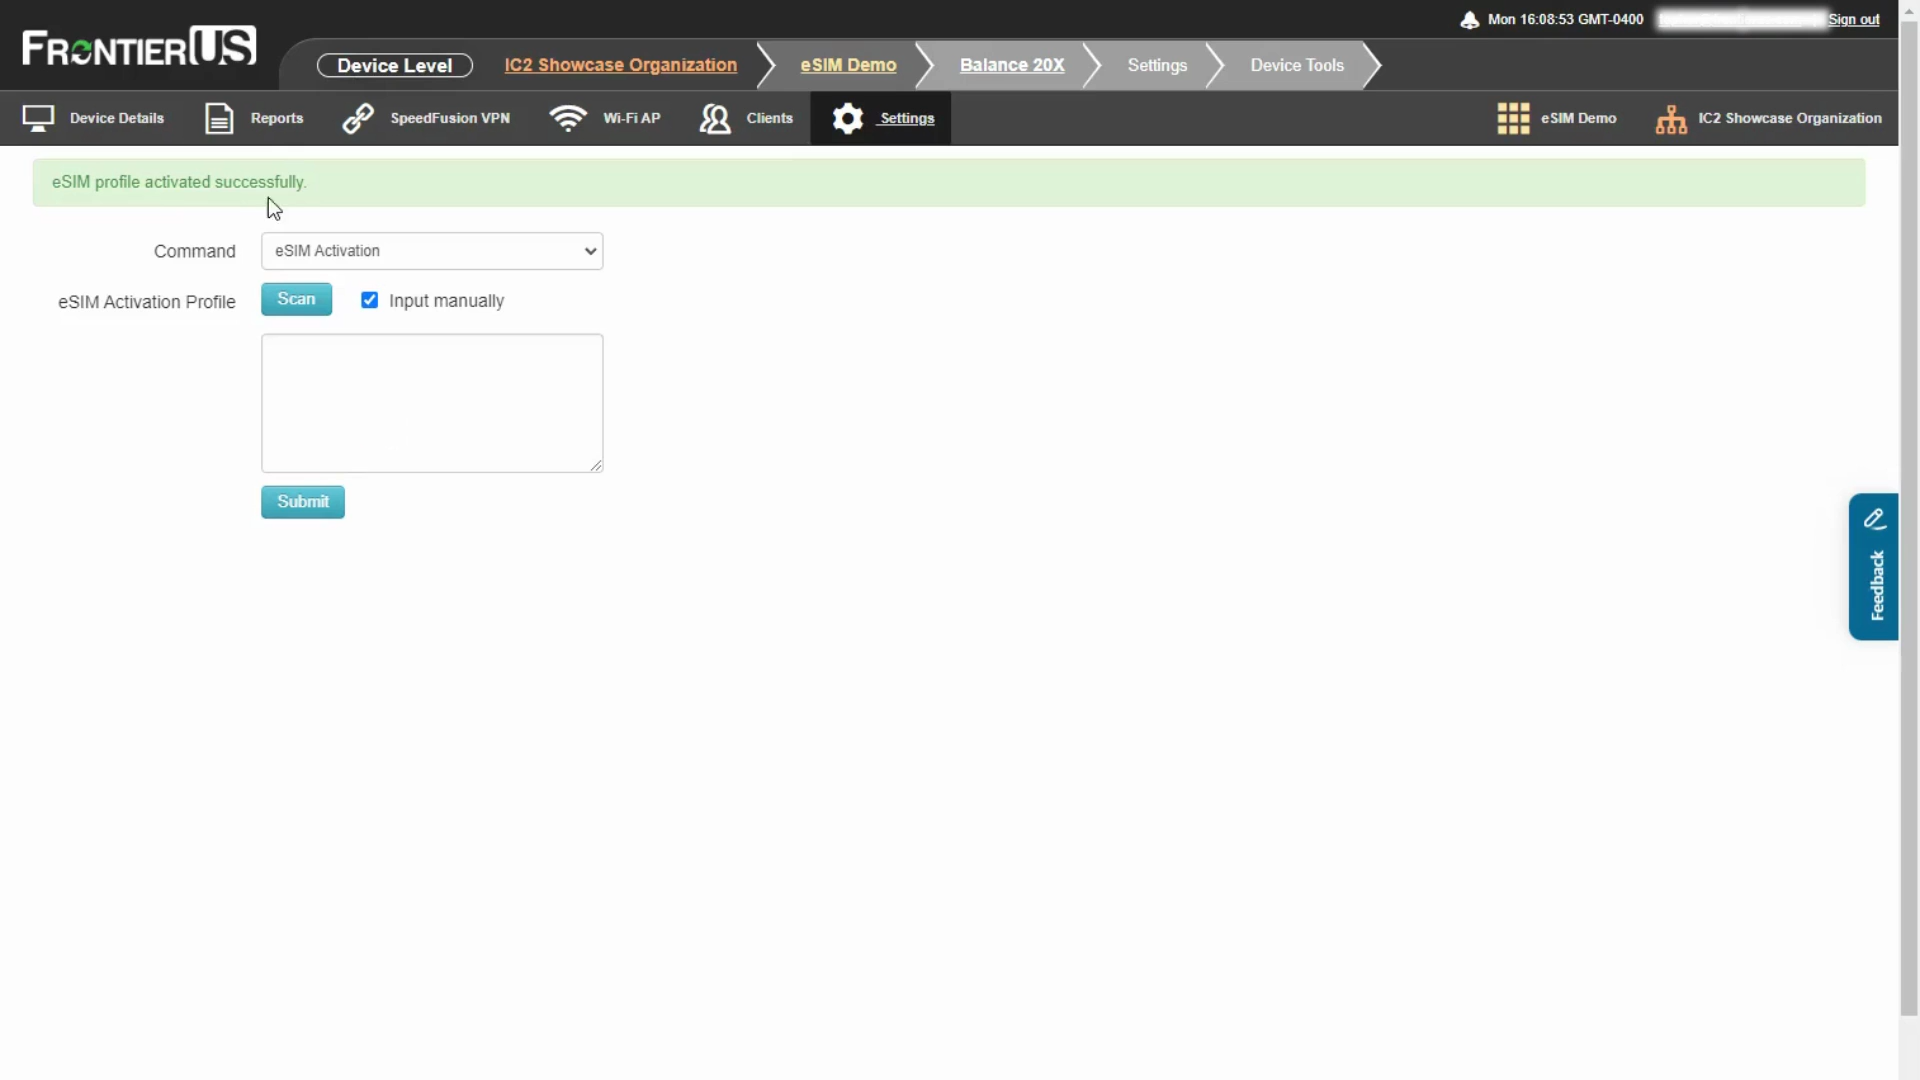 Mon 16:08:53 GMT-0400 Sign out
FRONTIERUS
Device Level IC2 Showcase Organization eSIM Demo Balance 20X Settings Device Tools
Device Details Reports SpeedFusion VPN Wi-Fi AP Clients Settings eSIM Demo IC2 Showcase Organization
eSIM profile activated successfully.
Command eSIM Activation
eSIM Activation Profile Scan Input manually
Submit
Feedback